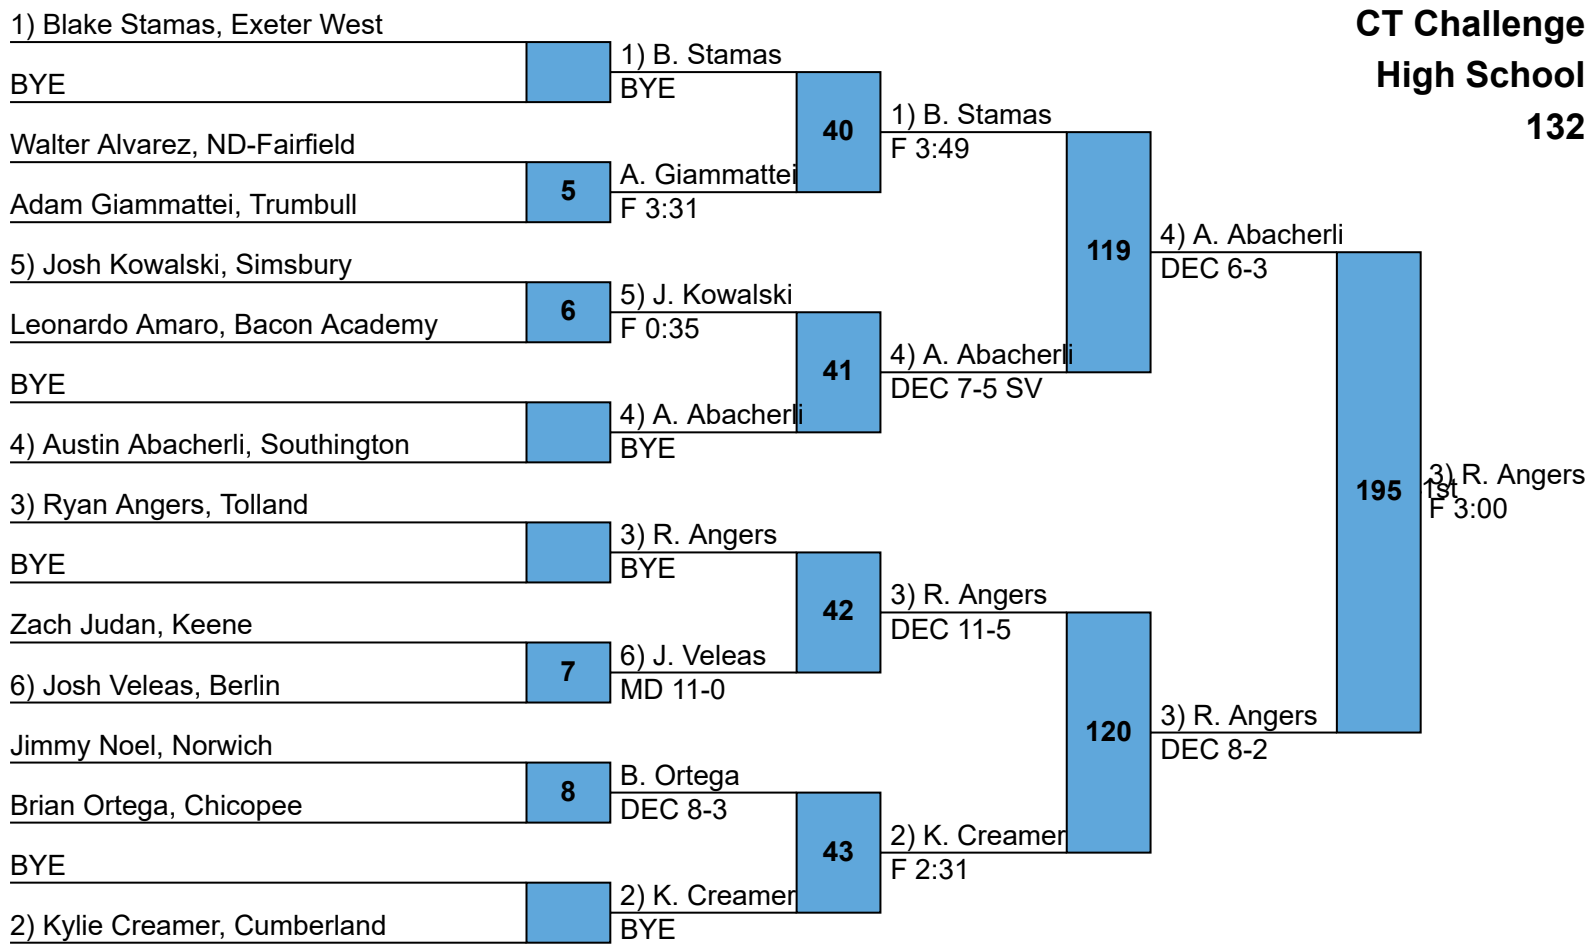 CT Challenge
High School
132
1) Blake Stamas, Exeter West
BYE
Walter Alvarez, ND-Fairfield
5
Adam Giammattei, Trumbull
5) Josh Kowalski, Simsbury
6
Leonardo Amaro, Bacon Academy
BYE
4) Austin Abacherli, Southington
3) Ryan Angers, Tolland
BYE
Zach Judan, Keene
7
6) Josh Veleas, Berlin
Jimmy Noel, Norwich
8
Brian Ortega, Chicopee
BYE
2) Kylie Creamer, Cumberland
1) B. Stamas
BYE
40
A. Giammattei
F 3:31
5) J. Kowalski
F 0:35
41
4) A. Abacherli
BYE
3) R. Angers
BYE
42
6) J. Veleas
MD 11-0
B. Ortega
DEC 8-3
43
2) K. Creamer
BYE
1) B. Stamas
F 3:49
119
4) A. Abacherli
DEC 7-5 SV
3) R. Angers
DEC 11-5
120
2) K. Creamer
F 2:31
4) A. Abacherli
DEC 6-3
195
3) R. Angers
DEC 8-2
3) R. Angers
1st
F 3:00